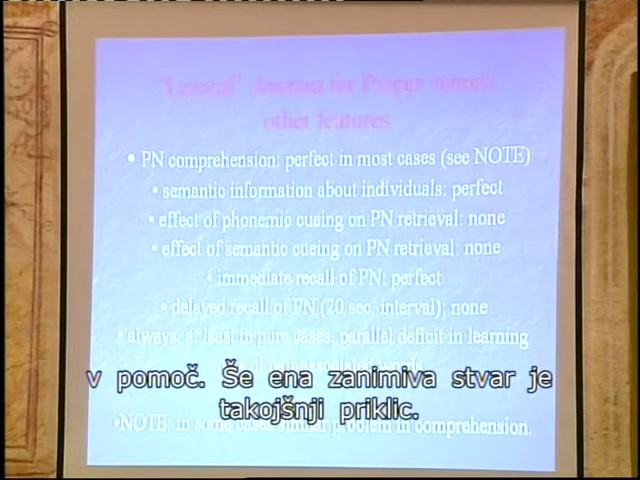 "Lexical" Anomia for Proper names:
other features
• PN comprehension: perfect in most cases (see NOTE)
• semantic information about individuals: perfect
• effect of phonemic cueing on PN retrieval: none
• effect of semantic cueing on PN retrieval: none
• immediate recall of PN: perfect
• delayed recall of PN (20 sec. interval): none
• always, at least in pure cases, parallel deficit in learning
v pomoč. Še ena zanimiva stvar je
takojšnji priklic.
•NOTE: in some cases similar problem in comprehension.